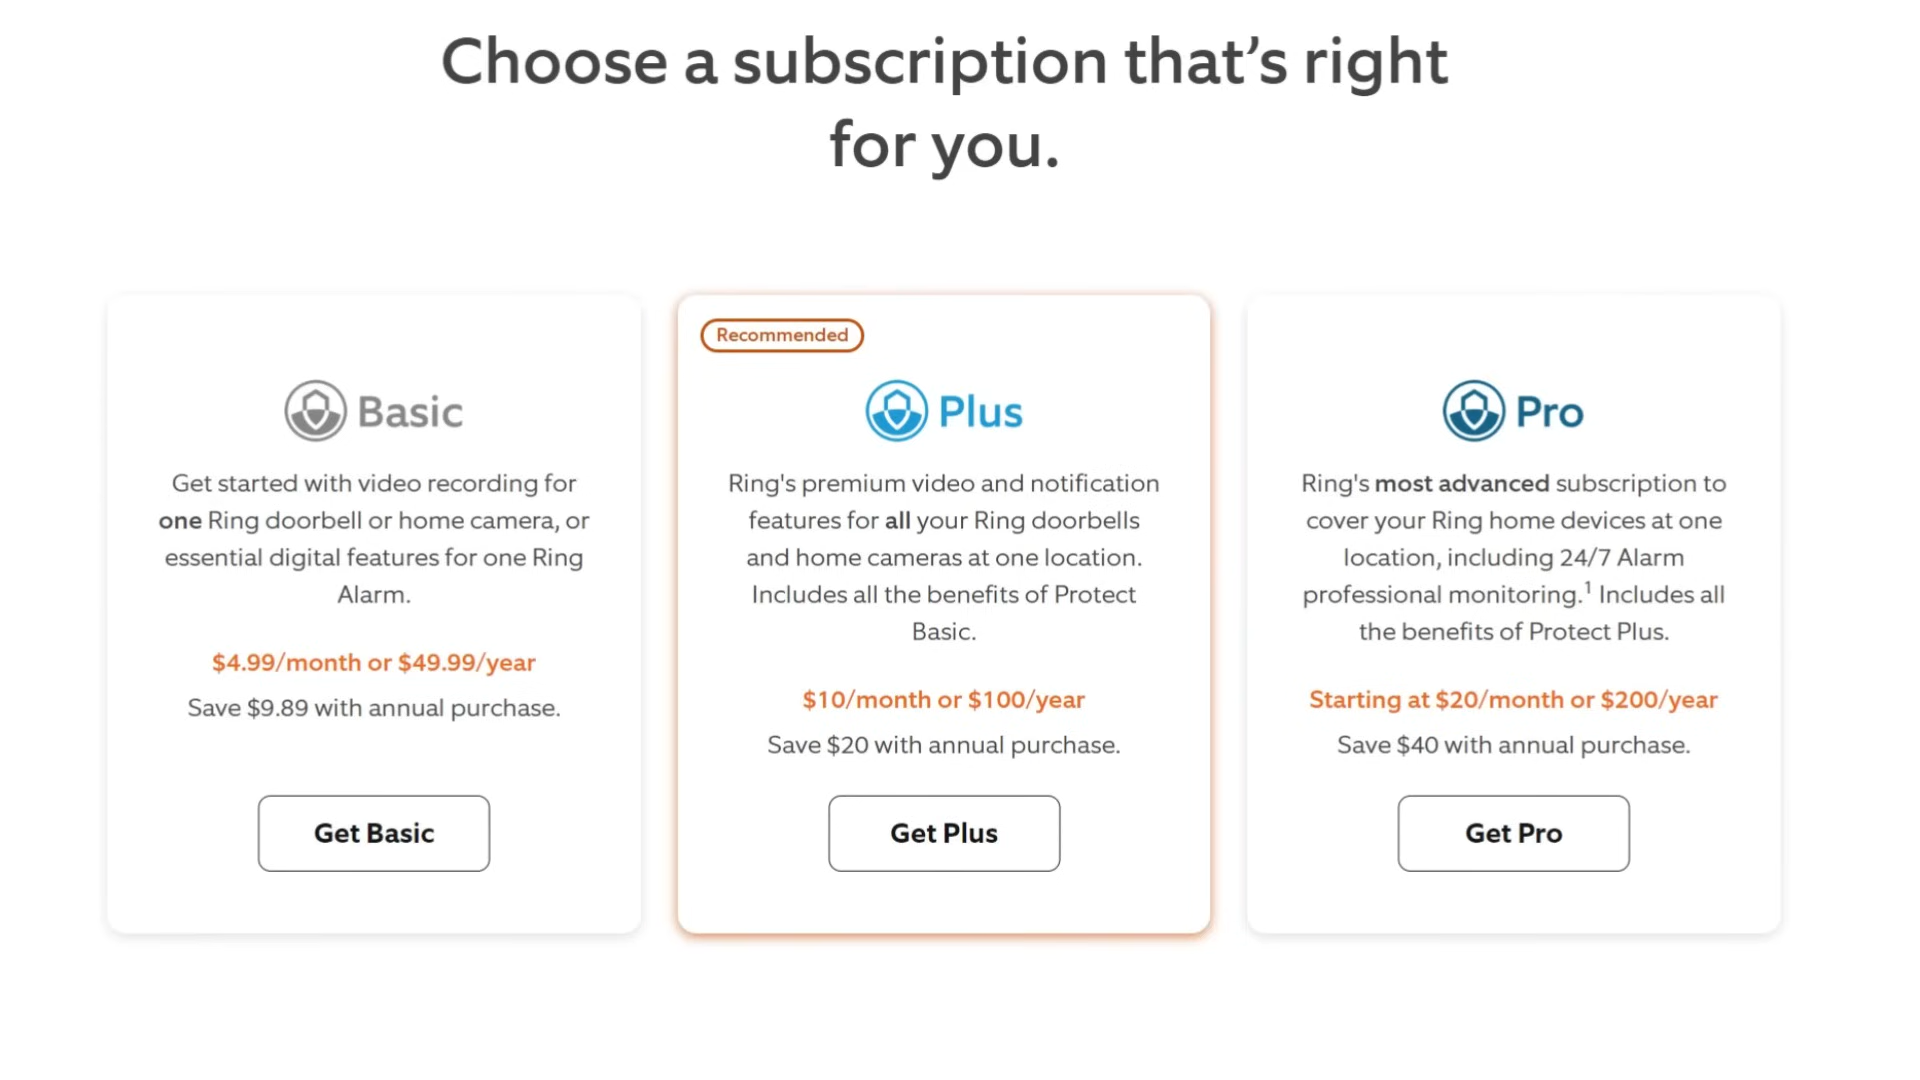 Choose a subscription that’s right
for you.
Basic
Get started with video recording for
one Ring doorbell or home camera, or
essential digital features for one Ring
Alarm.
$4.99/month or $49.99/year
Save $9.89 with annual purchase.
Get Basic
Recommended
Plus
Ring's premium video and notification
features for all your Ring doorbells
and home cameras at one location.
Includes all the benefits of Protect
Basic.
$10/month or $100/year
Save $20 with annual purchase.
Get Plus
Pro
Ring's most advanced subscription to
cover your Ring home devices at one
location, including 24/7 Alarm
professional monitoring.¹ Includes all
the benefits of Protect Plus.
Starting at $20/month or $200/year
Save $40 with annual purchase.
Get Pro